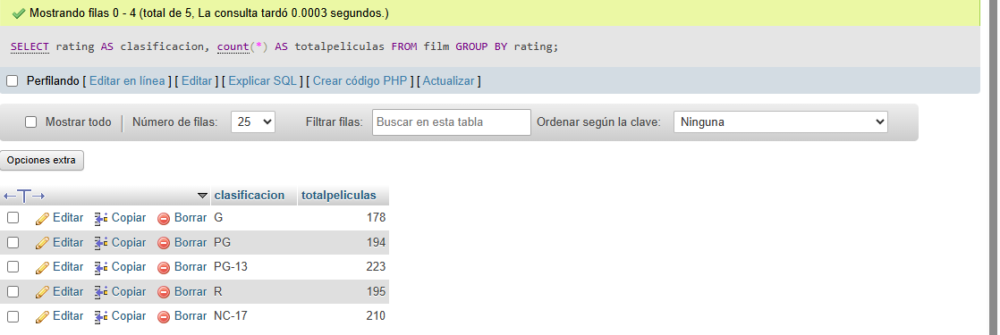 Mostrando filas 0 - 4 (total de 5, La consulta tardó 0.0003 segundos.)
SELECT rating AS clasificacion, count(*) AS totalpeliculas FROM film GROUP BY rating;
Perfilando [ Editar en línea ] [ Editar ] [ Explicar SQL ] [ Crear código PHP ] [ Actualizar ]
Mostrar todo Número de filas: 25 Filtrar filas: Buscar en esta tabla Ordenar según la clave: Ninguna
Opciones extra
←T→ clasificacion totalpeliculas
Editar Copiar Borrar G 178
Editar Copiar Borrar PG 194
Editar Copiar Borrar PG-13 223
Editar Copiar Borrar R 195
Editar Copiar Borrar NC-17 210